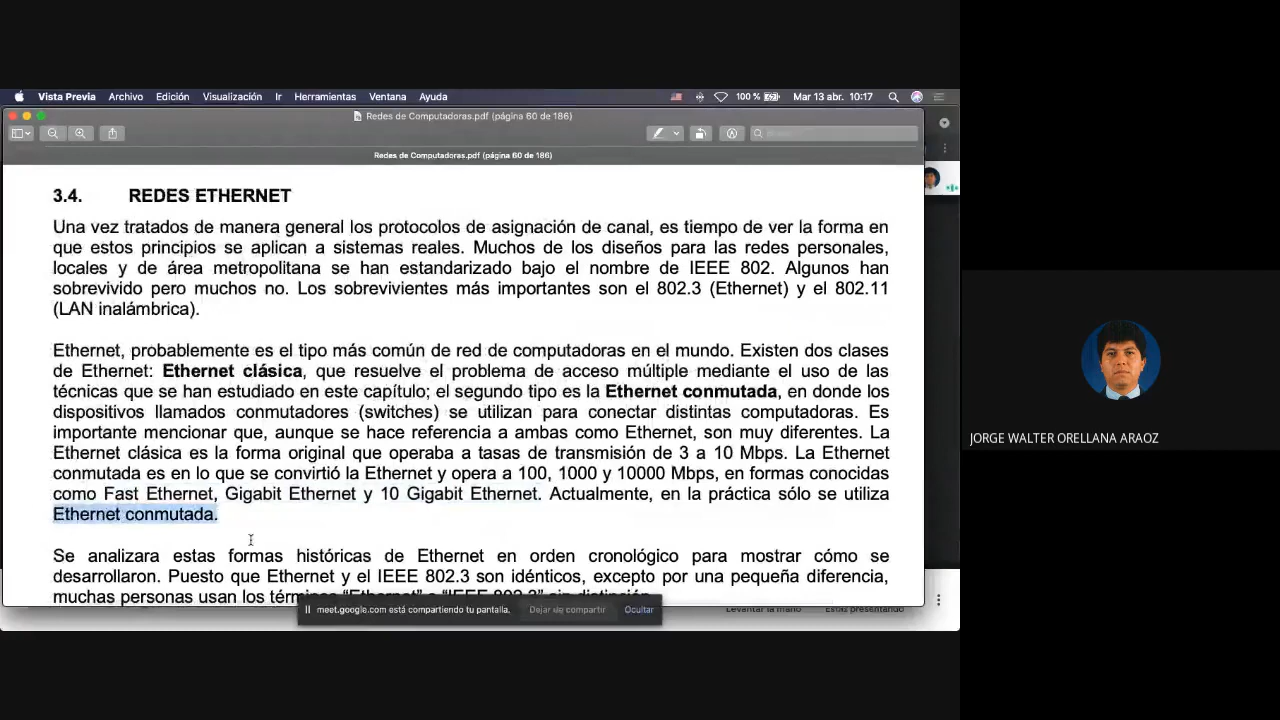 Vista Previa Archivo Edición Visualización Ir Herramientas Ventana Ayuda 100 % Mar 13 abr. 10:17
Redes de Computadoras.pdf (página 60 de 186)
Redes de Computadoras.pdf (página 60 de 186)
3.4. REDES ETHERNET
Una vez tratados de manera general los protocolos de asignación de canal, es tiempo de ver la forma en
que estos principios se aplican a sistemas reales. Muchos de los diseños para las redes personales,
locales y de área metropolitana se han estandarizado bajo el nombre de IEEE 802. Algunos han
sobrevivido pero muchos no. Los sobrevivientes más importantes son el 802.3 (Ethernet) y el 802.11
(LAN inalámbrica).
Ethernet, probablemente es el tipo más común de red de computadoras en el mundo. Existen dos clases
de Ethernet: Ethernet clásica, que resuelve el problema de acceso múltiple mediante el uso de las
técnicas que se han estudiado en este capítulo; el segundo tipo es la Ethernet conmutada, en donde los
dispositivos llamados conmutadores (switches) se utilizan para conectar distintas computadoras. Es
importante mencionar que, aunque se hace referencia a ambas como Ethernet, son muy diferentes. La
Ethernet clásica es la forma original que operaba a tasas de transmisión de 3 a 10 Mbps. La Ethernet
conmutada es en lo que se convirtió la Ethernet y opera a 100, 1000 y 10000 Mbps, en formas conocidas
como Fast Ethernet, Gigabit Ethernet y 10 Gigabit Ethernet. Actualmente, en la práctica sólo se utiliza
Ethernet conmutada.
Se analizara estas formas históricas de Ethernet en orden cronológico para mostrar cómo se
desarrollaron. Puesto que Ethernet y el IEEE 802.3 son idénticos, excepto por una pequeña diferencia,
muchas personas usan los términos "Ethernet" e "IEEE 802.3" sin distinción.
meet.google.com está compartiendo tu pantalla. Dejar de compartir Ocultar
Levantar la mano Estás presentando
JORGE WALTER ORELLANA ARAOZ